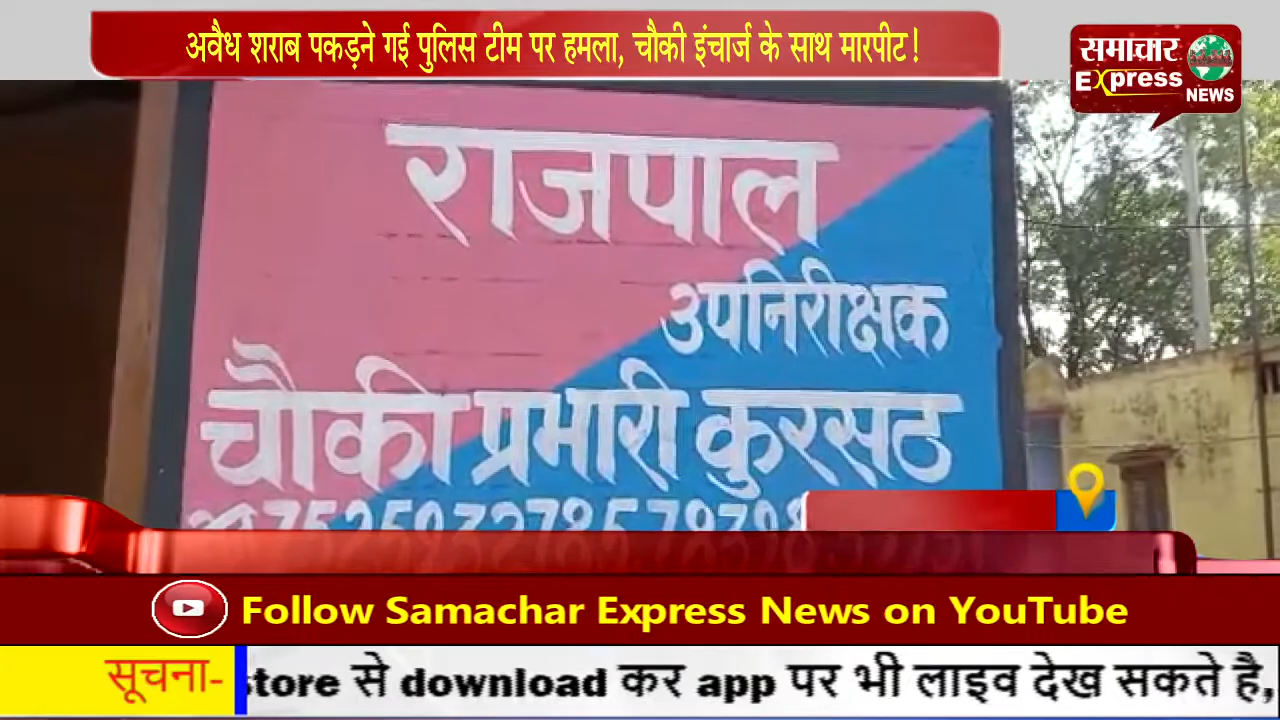 अवैध शराब पकड़ने गई पुलिस टीम पर हमला, चौकी इंचार्ज के साथ मारपीट!
समाचार
Express
NEWS
राजपाल
उपनिरीक्षक
चौकी प्रभारी कुरसठ
Follow Samachar Express News on YouTube
सूचना-
store से download कर app पर भी लाइव देख सकते है,